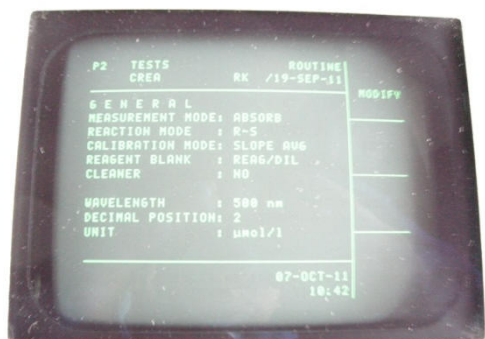 P2 TESTS ROUTINE
CREA RK /19-SEP-11
MODIFY
G E N E R A L
MEASUREMENT MODE: ABSORB
REACTION MODE : R-S
CALIBRATION MODE: SLOPE AVG
REAGENT BLANK : REAG/DIL
CLEANER : NO
WAVELENGTH : 500 nm
DECIMAL POSITION: 2
UNIT : µmol/l
07-OCT-11
10:42